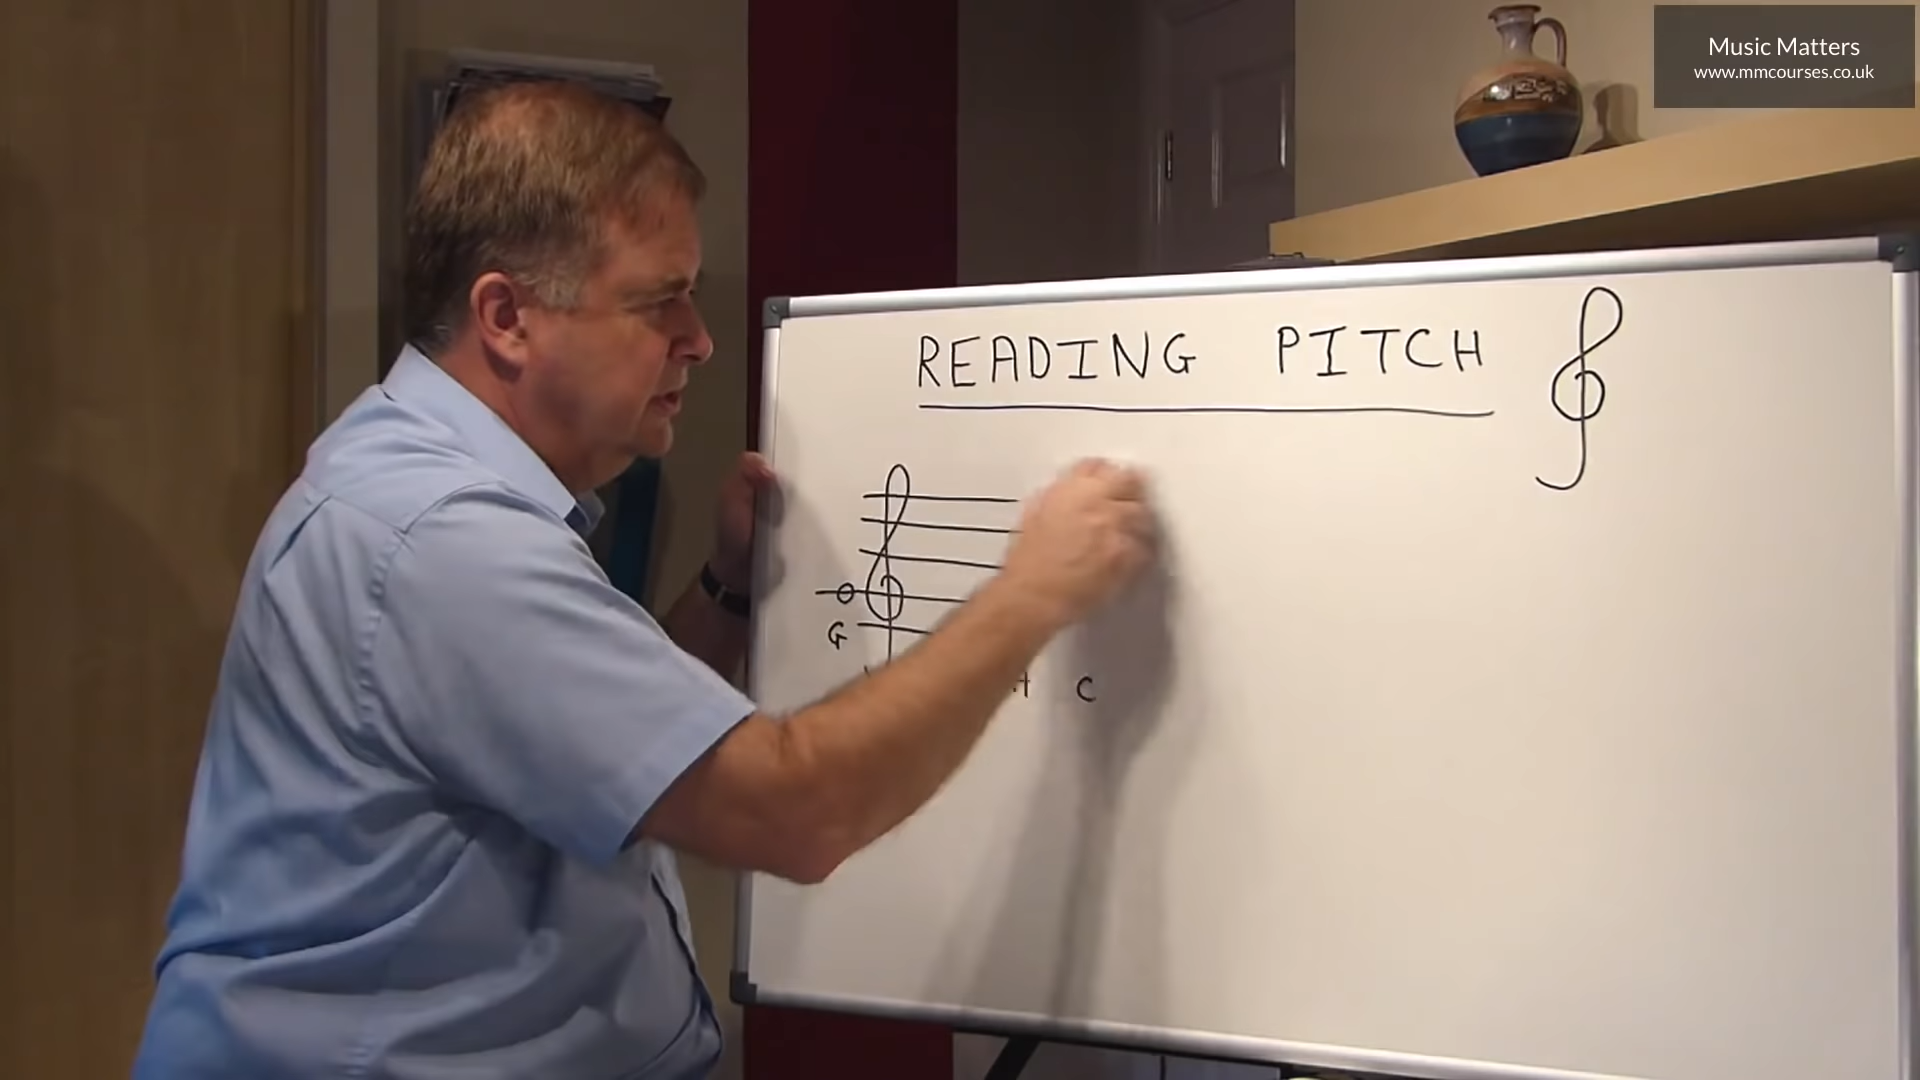 Music Matters
www.mmcourses.co.uk
READING PITCH
G
C